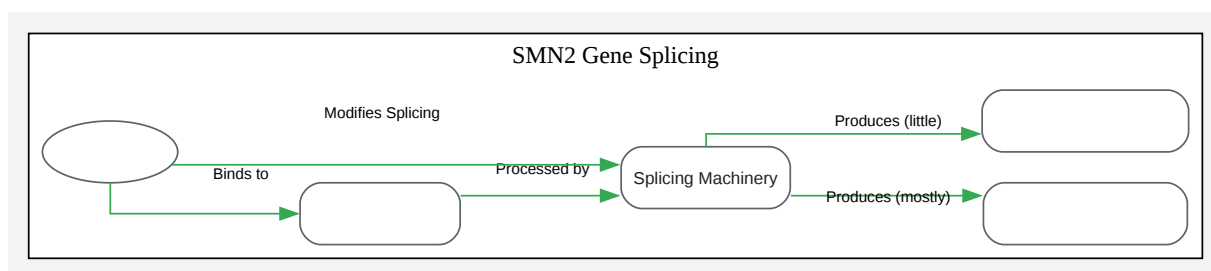 SMN2 Gene Splicing
Modifies Splicing
Produces (little)
Binds to
Processed by
Splicing Machinery
Produces (mostly)